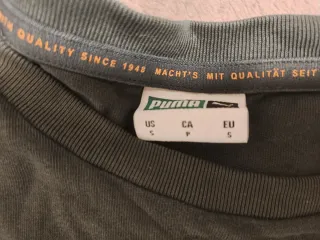 QUALITY SINCE 1948 MACHT'S MIT QUALITÄT SEIT
PUMA
US CA EU
S P S